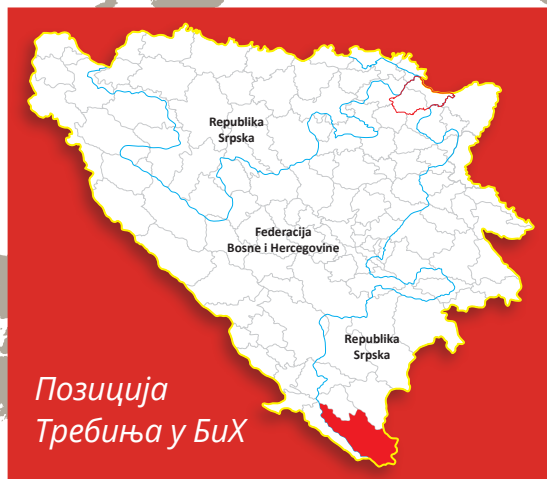 Republika
Srpska
Federacija
Bosne i Hercegovine
Republika
Srpska
Позиција
Требиња у БиХ